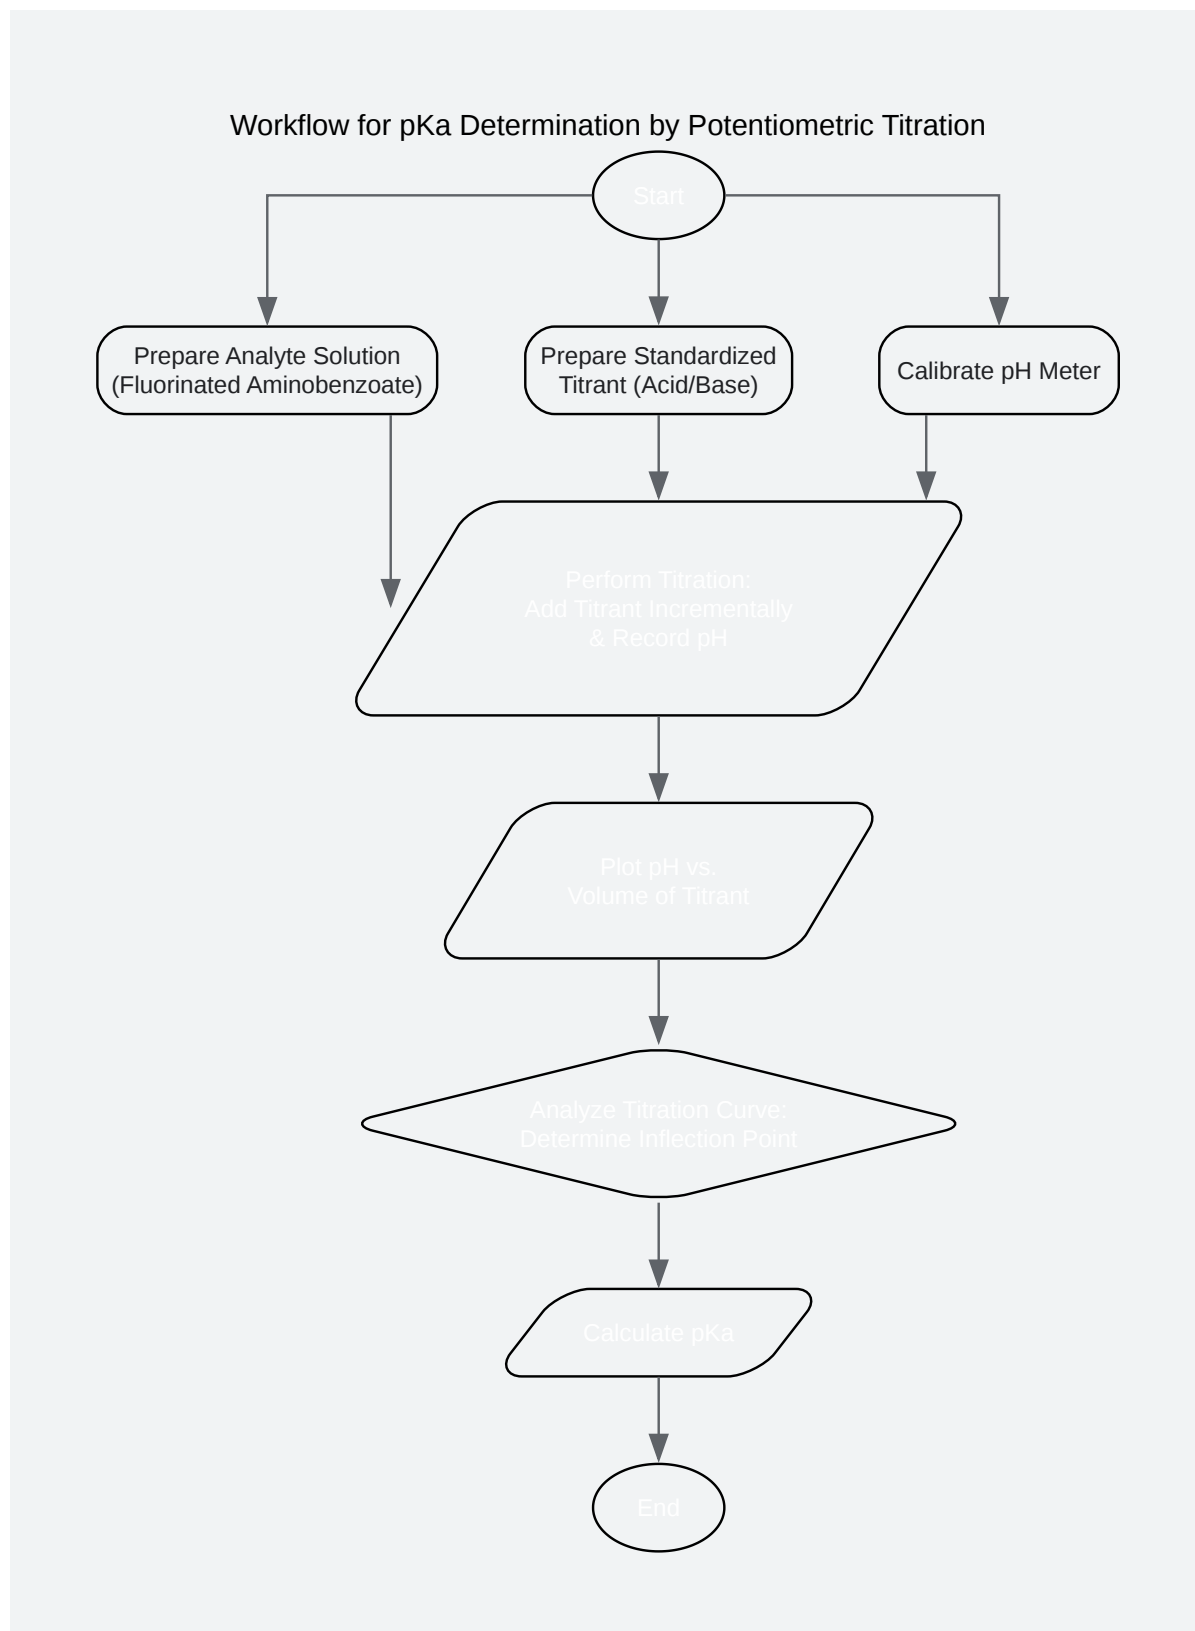 Workflow for pKa Determination by Potentiometric Titration
Start
Prepare Analyte Solution
(Fluorinated Aminobenzoate)
Prepare Standardized
Titrant (Acid/Base)
Calibrate pH Meter
Perform Titration:
Add Titrant Incrementally
& Record pH
Plot pH vs.
Volume of Titrant
Analyze Titration Curve:
Determine Inflection Point
Calculate pKa
End